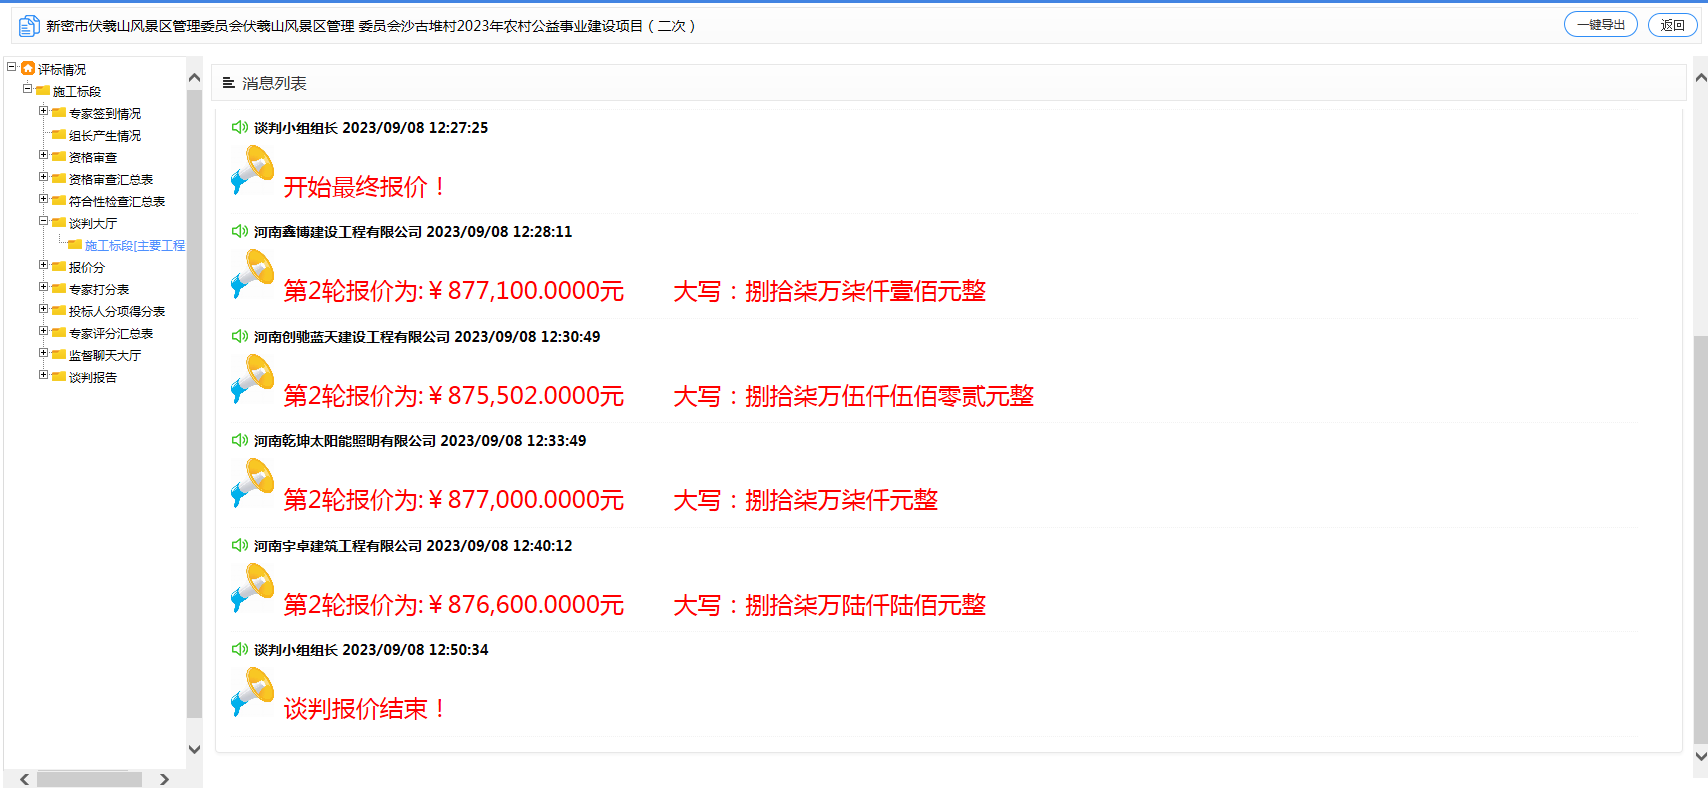 新密市伏羲山风景区管理委员会伏羲山风景区管理 委员会沙古堆村2023年农村公益事业建设项目（二次）
一键导出
返回
评标情况
施工标段
专家签到情况
组长产生情况
资格审查
资格审查汇总表
符合性检查汇总表
谈判大厅
施工标段[主要工程
报价分
专家打分表
投标人分项得分表
专家评分汇总表
监督聊天大厅
谈判报告
消息列表
谈判小组组长 2023/09/08 12:27:25
开始最终报价！
河南鑫博建设工程有限公司 2023/09/08 12:28:11
第2轮报价为:￥877,100.0000元 大写：捌拾柒万柒仟壹佰元整
河南创驰蓝天建设工程有限公司 2023/09/08 12:30:49
第2轮报价为:￥875,502.0000元 大写：捌拾柒万伍仟伍佰零贰元整
河南乾坤太阳能照明有限公司 2023/09/08 12:33:49
第2轮报价为:￥877,000.0000元 大写：捌拾柒万柒仟元整
河南宇卓建筑工程有限公司 2023/09/08 12:40:12
第2轮报价为:￥876,600.0000元 大写：捌拾柒万陆仟陆佰元整
谈判小组组长 2023/09/08 12:50:34
谈判报价结束！